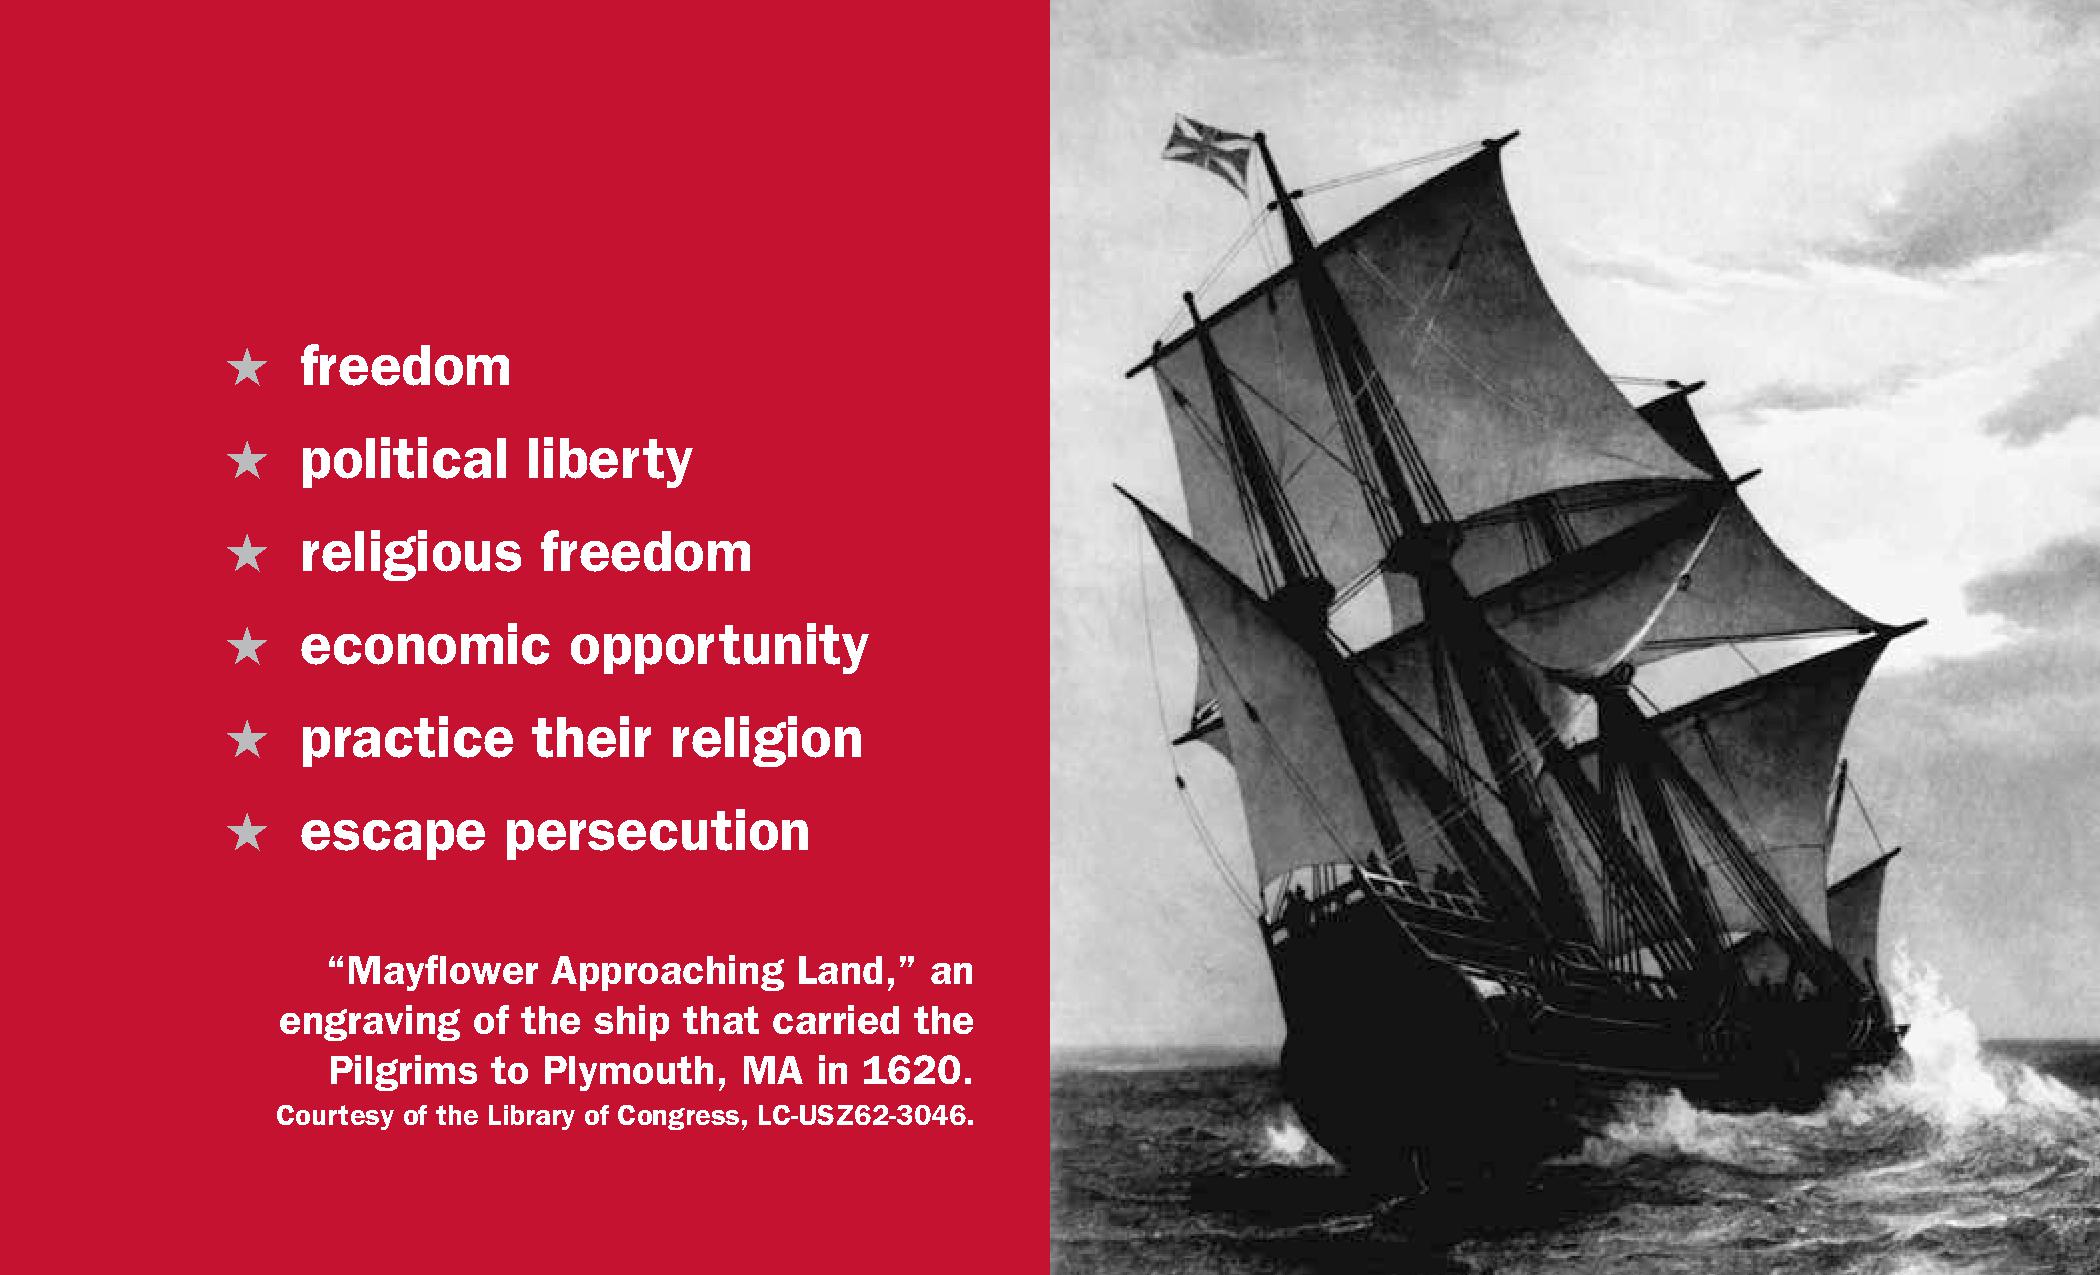 ★ freedom
★ political liberty
★ religious freedom
★ economic opportunity
★ practice their religion
★ escape persecution
“Mayflower Approaching Land,” an
engraving of the ship that carried the
Pilgrims to Plymouth, MA in 1620.
Courtesy of the Library of Congress, LC-USZ62-3046.